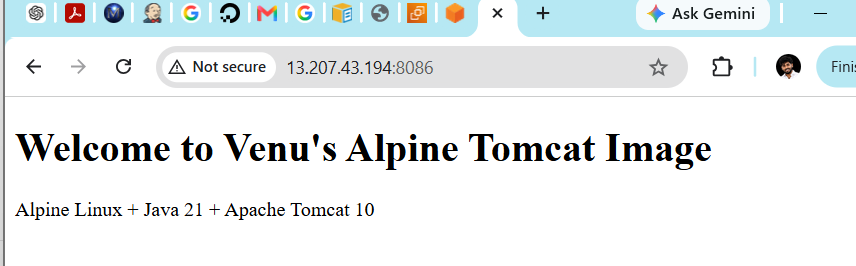 Ask Gemini
Not secure
13.207.43.194:8086
Welcome to Venu's Alpine Tomcat Image
Alpine Linux + Java 21 + Apache Tomcat 10